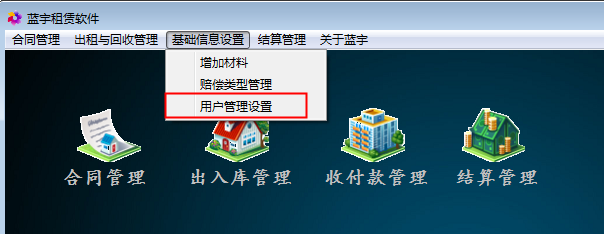 蓝宇租赁软件
合同管理 出租与回收管理 基础信息设置 结算管理 关于蓝宇
增加材料
赔偿类型管理
用户管理设置
合同管理 出入库管理 收付款管理 结算管理